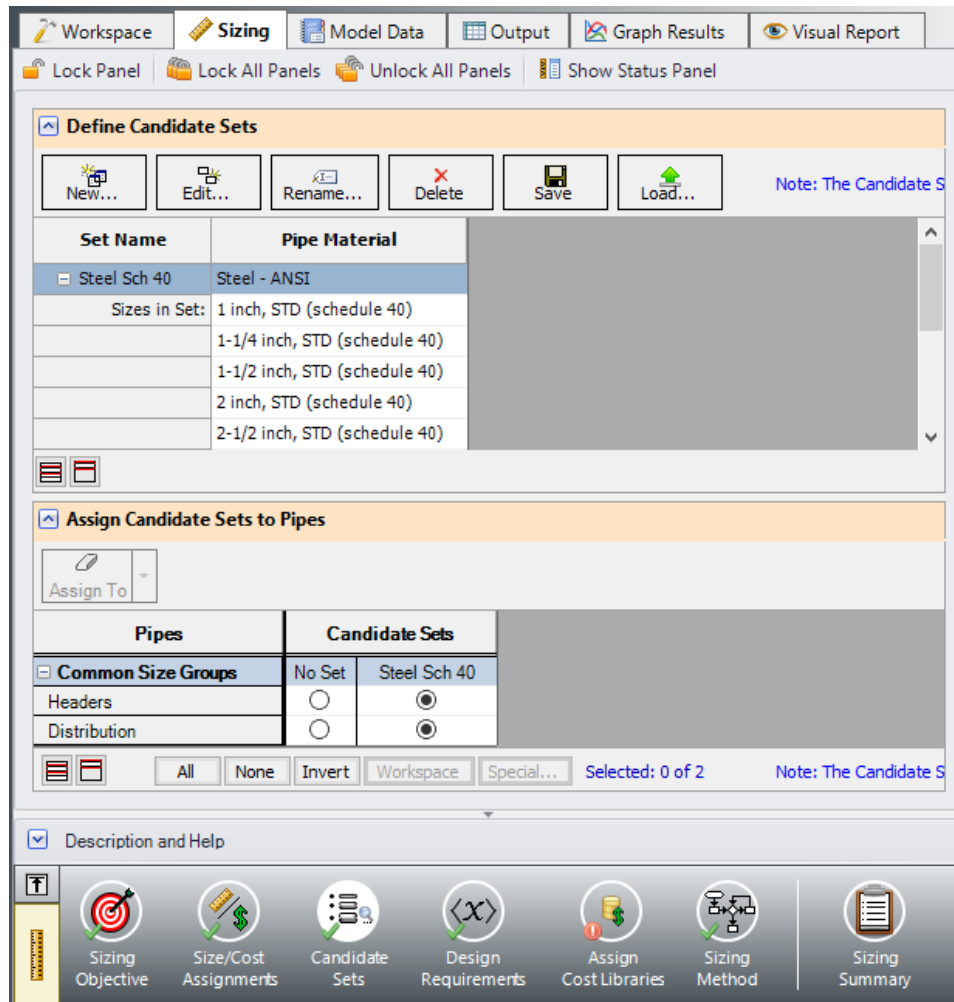 Workspace Sizing Model Data Output Graph Results Visual Report
Lock Panel Lock All Panels Unlock All Panels Show Status Panel
Define Candidate Sets
New... Edit... Rename... Delete Save Load... Note: The Candidate S
Set Name Pipe Material
Steel Sch 40 Steel - ANSI
Sizes in Set: 1 inch, STD (schedule 40)
1-1/4 inch, STD (schedule 40)
1-1/2 inch, STD (schedule 40)
2 inch, STD (schedule 40)
2-1/2 inch, STD (schedule 40)
Assign Candidate Sets to Pipes
Assign To
Pipes Candidate Sets
Common Size Groups No Set Steel Sch 40
Headers
Distribution
All None Invert Workspace Special... Selected: 0 of 2 Note: The Candidate S
Description and Help
Sizing Size/Cost Candidate Design Assign Sizing Sizing
Objective Assignments Sets Requirements Cost Libraries Method Summary